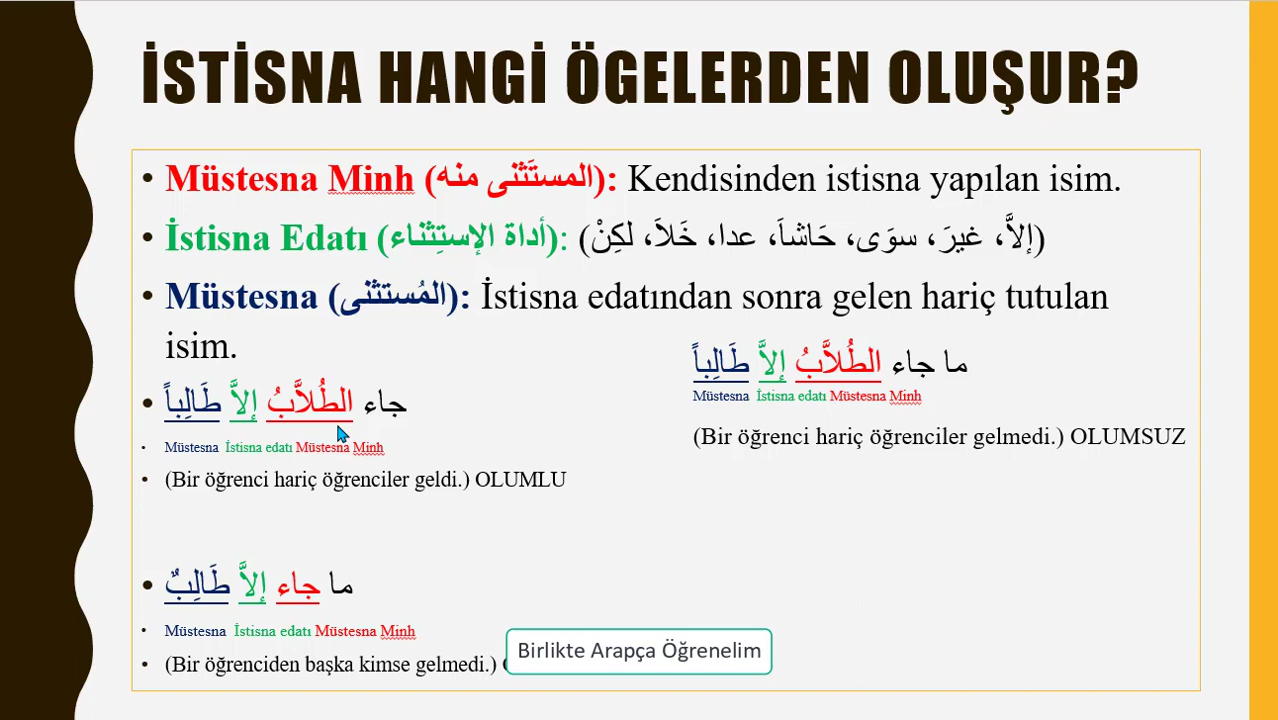 İSTİSNA HANGİ ÖGELERDEN OLUŞUR?
• Müstesna Minh (المستَثنى منه): Kendisinden istisna yapılan isim.
• İstisna Edatı (أداة الإستِثناء): (إلاَّ، غيرَ، سوَى، حَاشاَ، عدا، خَلاَ، لكِنْ)
• Müstesna (المُستثنى): İstisna edatından sonra gelen hariç tutulan
isim.
• جاء الطُلاَّبُ إلاَّ طَالِباً
• Müstesna İstisna edatı Müstesna Minh
• (Bir öğrenci hariç öğrenciler geldi.) OLUMLU
ما جاء الطُلاَّبُ إلاَّ طَالِباً
Müstesna İstisna edatı Müstesna Minh
(Bir öğrenci hariç öğrenciler gelmedi.) OLUMSUZ
• ما جاء إلاَّ طَالِبٌ
• Müstesna İstisna edatı Müstesna Minh
• (Bir öğrenciden başka kimse gelmedi.)
Birlikte Arapça Öğrenelim